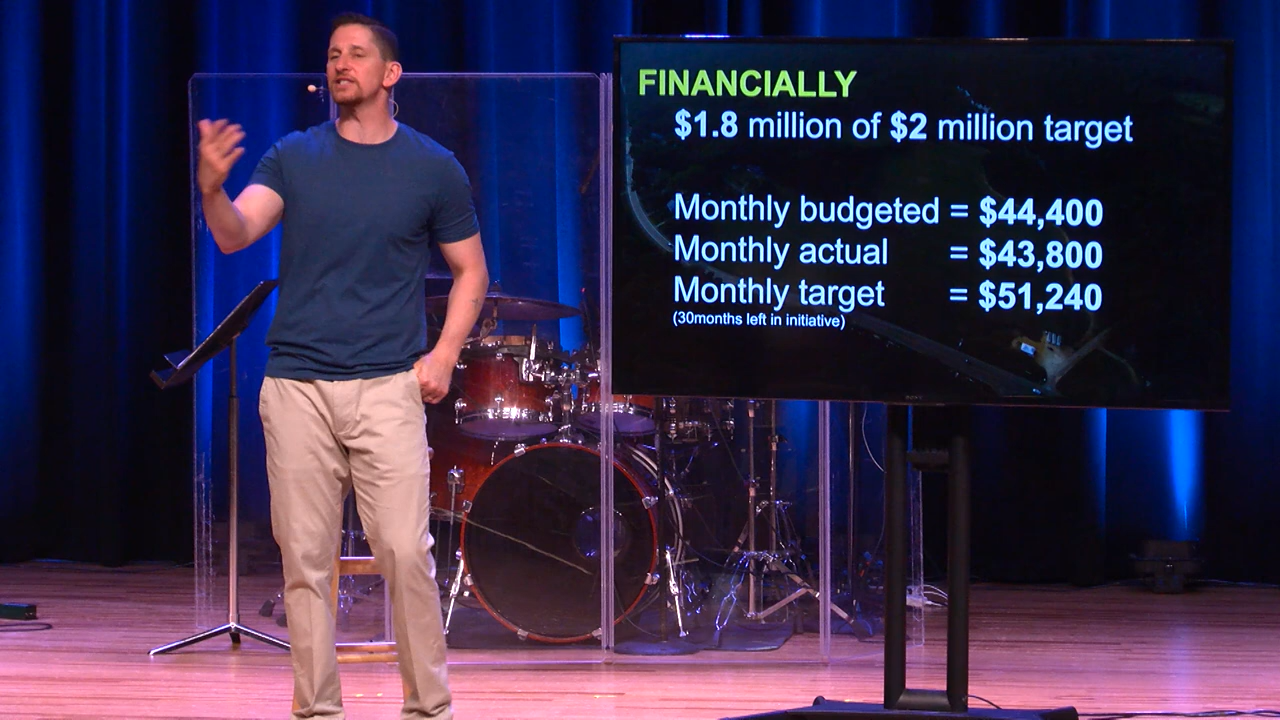 FINANCIALLY
$1.8 million of $2 million target
Monthly budgeted = $44,400
Monthly actual = $43,800
Monthly target = $51,240
(30months left in initiative)